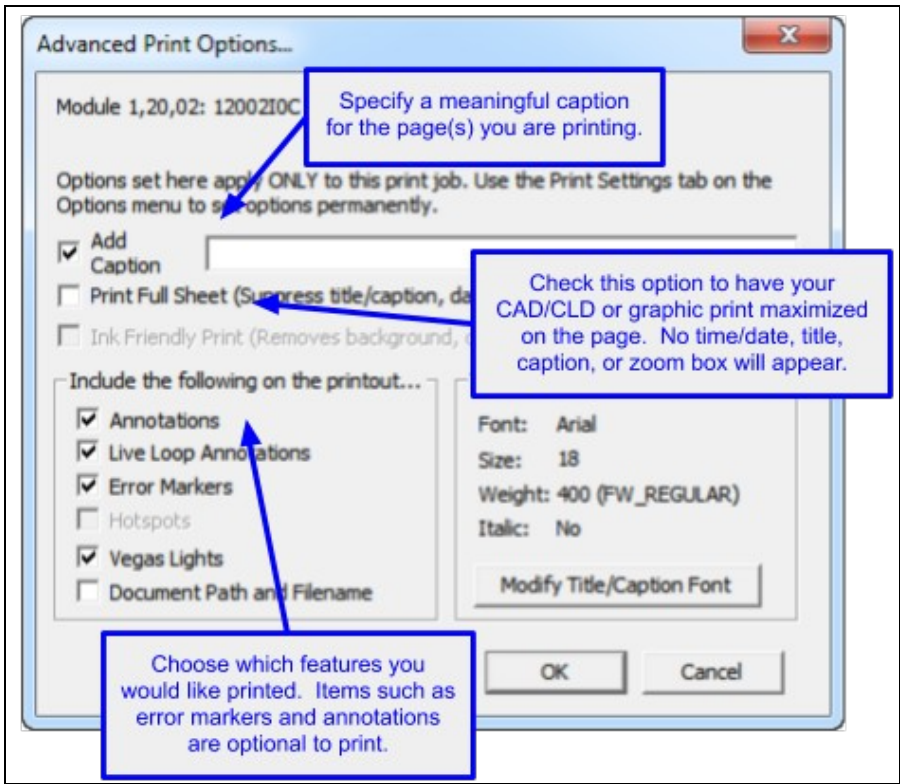 Advanced Print Options...
Module 1,20,02: 12002I0C
Specify a meaningful caption
for the page(s) you are printing.
Options set here apply ONLY to this print job. Use the Print Settings tab on the
Options menu to set options permanently.
Add
Caption
Print Full Sheet (Suppress title/caption, da
Check this option to have your
CAD/CLD or graphic print maximized
on the page. No time/date, title,
caption, or zoom box will appear.
Ink Friendly Print (Removes background,
Include the following on the printout...
Annotations
Live Loop Annotations
Error Markers
Hotspots
Vegas Lights
Document Path and Filename
Font: Arial
Size: 18
Weight: 400 (FW_REGULAR)
Italic: No
Modify Title/Caption Font
Choose which features you
would like printed. Items such as
error markers and annotations
are optional to print.
OK
Cancel